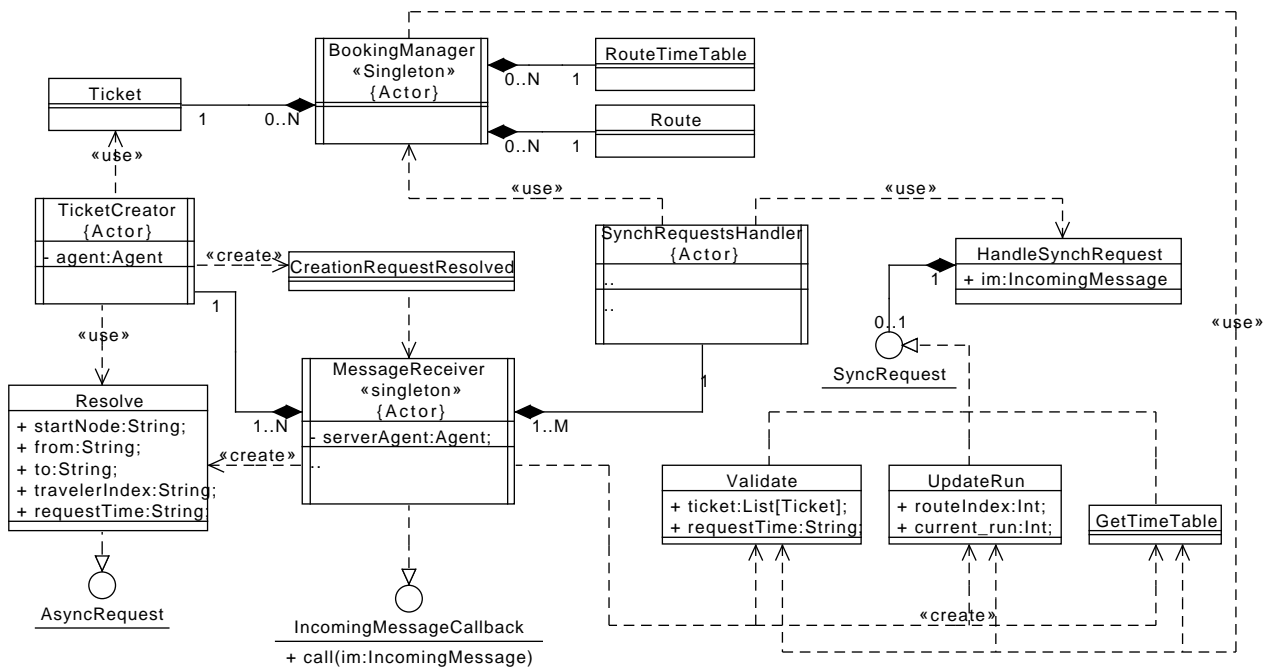 BookingManager
«Singleton»
{Actor}
RouteTimeTable
0..N
1
Ticket
1
0..N
Route
0..N
1
«use»
«use»
«use»
TicketCreator
{Actor}
- agent:Agent
«create»
CreationRequestResolved
SynchRequestsHandler
{Actor}
..
..
HandleSynchRequest
+ im:IncomingMessage
1
1
0..1
«use»
«use»
SyncRequest
MessageReceiver
«singleton»
{Actor}
- serverAgent:Agent;
..
1
1..N
1..M
Resolve
+ startNode:String;
+ from:String;
+ to:String;
+ travelerIndex:String;
+ requestTime:String;
«create»
Validate
+ ticket:List[Ticket];
+ requestTime:String;
UpdateRun
+ routeIndex:Int;
+ current_run:Int;
GetTimeTable
AsyncRequest
«create»
IncomingMessageCallback
+ call(im:IncomingMessage)